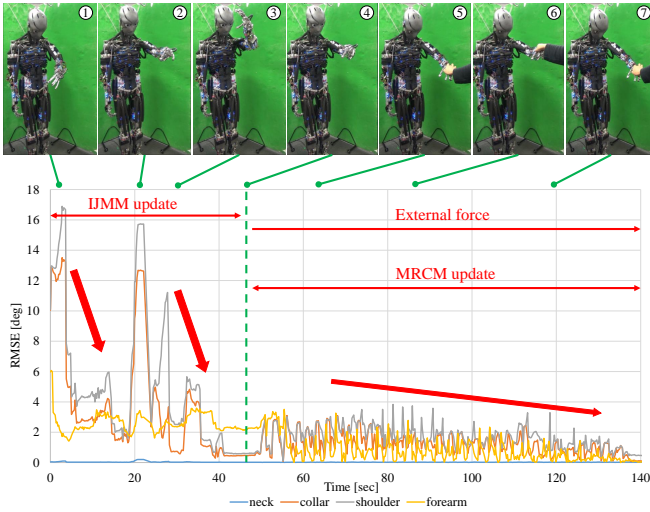 ① ② ③ ④ ⑤ ⑥ ⑦
18
16
14
12
10
8
6
4
2
0
RMSE [deg]
IJMM update
External force
MRCM update
0 20 40 60 80 100 120 140
Time [sec]
neck collar shoulder forearm